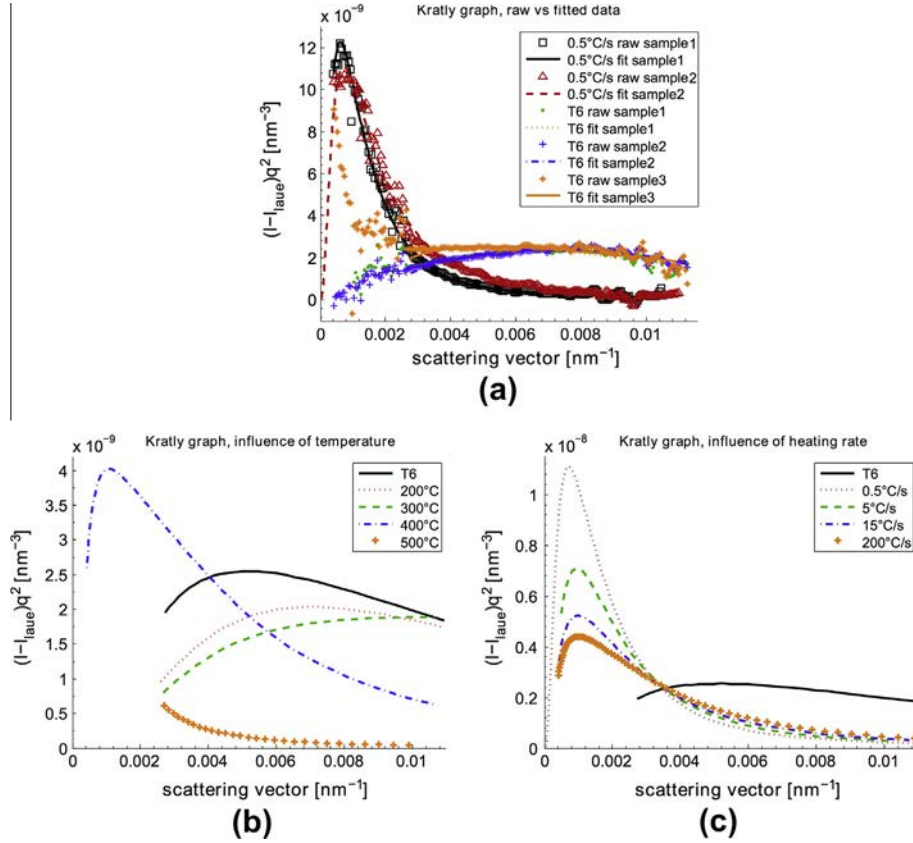 Kratly graph, raw vs fitted data
x 10⁻⁹
12
10
8
6
4
2
0
(I−I_laue)q² [nm⁻³]
0.5°C/s raw sample1
0.5°C/s fit sample1
0.5°C/s raw sample2
0.5°C/s fit sample2
T6 raw sample1
T6 fit sample1
T6 raw sample2
T6 fit sample2
T6 raw sample3
T6 fit sample3
0 0.002 0.004 0.006 0.008 0.01
scattering vector [nm⁻¹]
(a)
Kratly graph, influence of temperature
x 10⁻⁹
4
3.5
3
2.5
2
1.5
1
0.5
0
(I−I_laue)q² [nm⁻³]
T6
200°C
300°C
400°C
500°C
0 0.002 0.004 0.006 0.008 0.01
scattering vector [nm⁻¹]
(b)
Kratly graph, influence of heating rate
x 10⁻⁸
1
0.8
0.6
0.4
0.2
0
(I−I_laue)q² [nm⁻³]
T6
0.5°C/s
5°C/s
15°C/s
200°C/s
0 0.002 0.004 0.006 0.008 0.01
scattering vector [nm⁻¹]
(c)